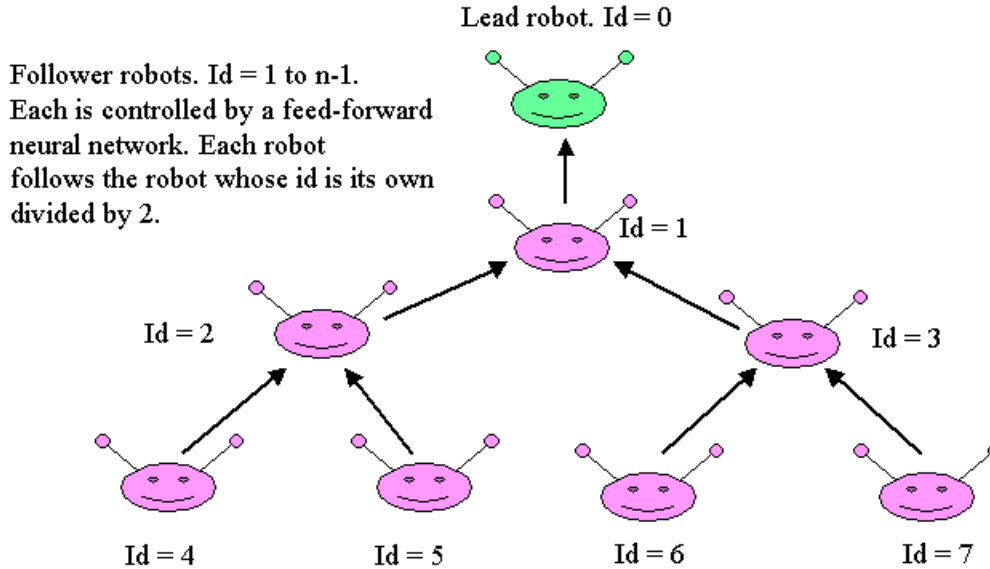 Lead robot. Id = 0
Follower robots. Id = 1 to n-1.
Each is controlled by a feed-forward
neural network. Each robot
follows the robot whose id is its own
divided by 2.
Id = 1
Id = 2
Id = 3
Id = 4
Id = 5
Id = 6
Id = 7